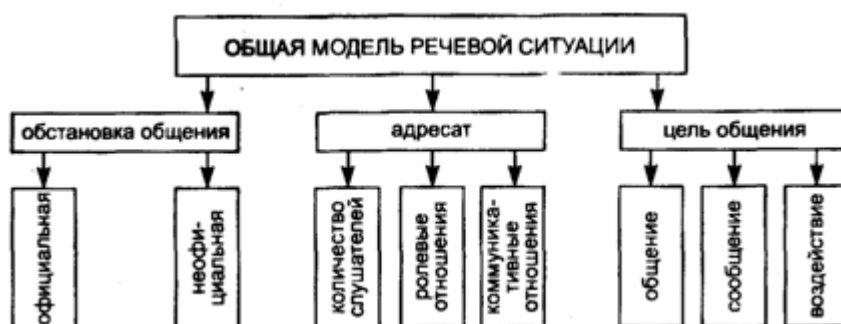 ОБЩАЯ МОДЕЛЬ РЕЧЕВОЙ СИТУАЦИИ
обстановка общения
адресат
цель общения
официальная
неофи-
циальная
количество
слушателей
ролевые
отношения
коммуника-
тивные
отношения
общение
сообщение
воздействие